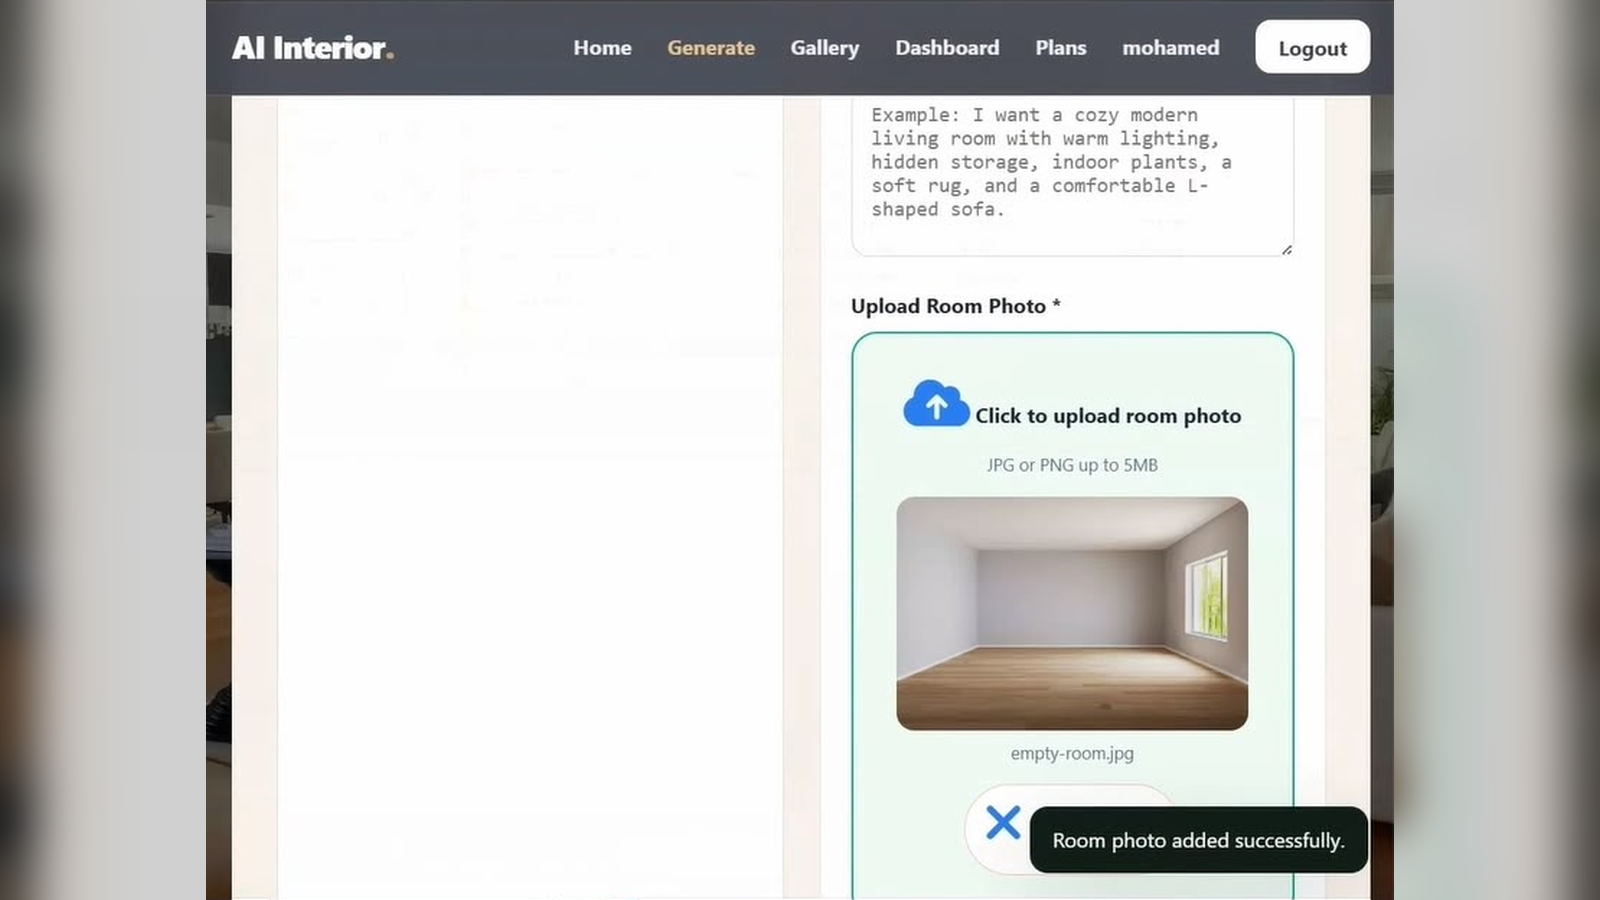 AI Interior.
Home Generate Gallery Dashboard Plans mohamed Logout
Example: I want a cozy modern
living room with warm lighting,
hidden storage, indoor plants, a
soft rug, and a comfortable L-
shaped sofa.
Upload Room Photo *
Click to upload room photo
JPG or PNG up to 5MB
empty-room.jpg
Room photo added successfully.